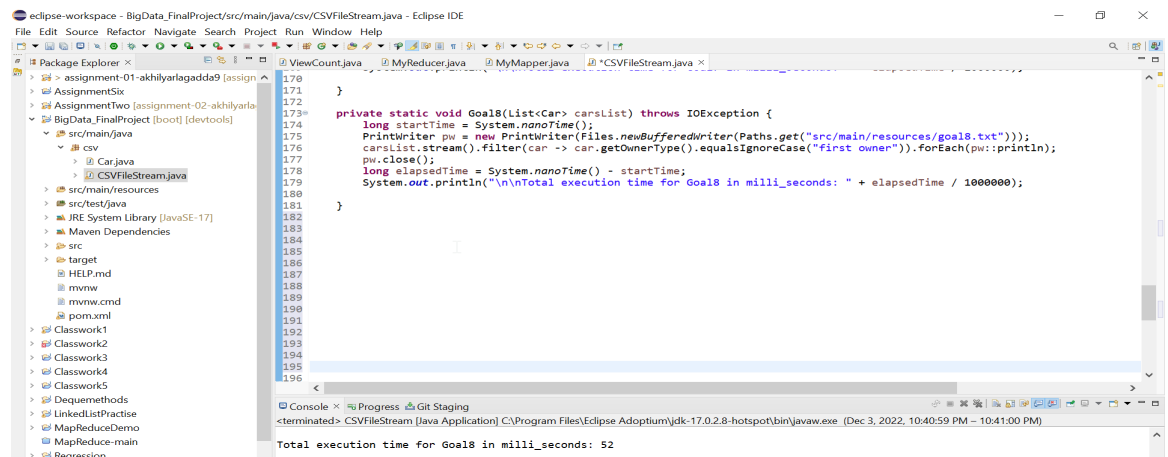 eclipse-workspace - BigData_FinalProject/src/main/java/csv/CSVFileStream.java - Eclipse IDE
File Edit Source Refactor Navigate Search Project Run Window Help
Package Explorer
> assignment-01-akhilyarlagadda9 [assign
AssignmentSix
AssignmentTwo [assignment-02-akhilyarla
BigData_FinalProject [boot] [devtools]
src/main/java
csv
Car.java
CSVFileStream.java
src/main/resources
src/test/java
JRE System Library [JavaSE-17]
Maven Dependencies
src
target
HELP.md
mvnw
mvnw.cmd
pom.xml
Classwork1
Classwork2
Classwork3
Classwork4
Classwork5
Dequemethods
LinkedListPractise
MapReduceDemo
MapReduce-main
Regression
ViewCount.java MyReducer.java MyMapper.java *CSVFileStream.java
170
171 }
172
173 private static void Goal8(List<Car> carsList) throws IOException {
174 long startTime = System.nanoTime();
175 PrintWriter pw = new PrintWriter(Files.newBufferedWriter(Paths.get("src/main/resources/goal8.txt")));
176 carsList.stream().filter(car -> car.getOwnerType().equalsIgnoreCase("first owner")).forEach(pw::println);
177 pw.close();
178 long elapsedTime = System.nanoTime() - startTime;
179 System.out.println("\n\nTotal execution time for Goal8 in milli_seconds: " + elapsedTime / 1000000);
180
181 }
182
183
184
185
186
187
188
189
190
191
192
193
194
195
196
Console Progress Git Staging
<terminated> CSVFileStream [Java Application] C:\Program Files\Eclipse Adoptium\jdk-17.0.2.8-hotspot\bin\javaw.exe (Dec 3, 2022, 10:40:59 PM – 10:41:00 PM)
Total execution time for Goal8 in milli_seconds: 52